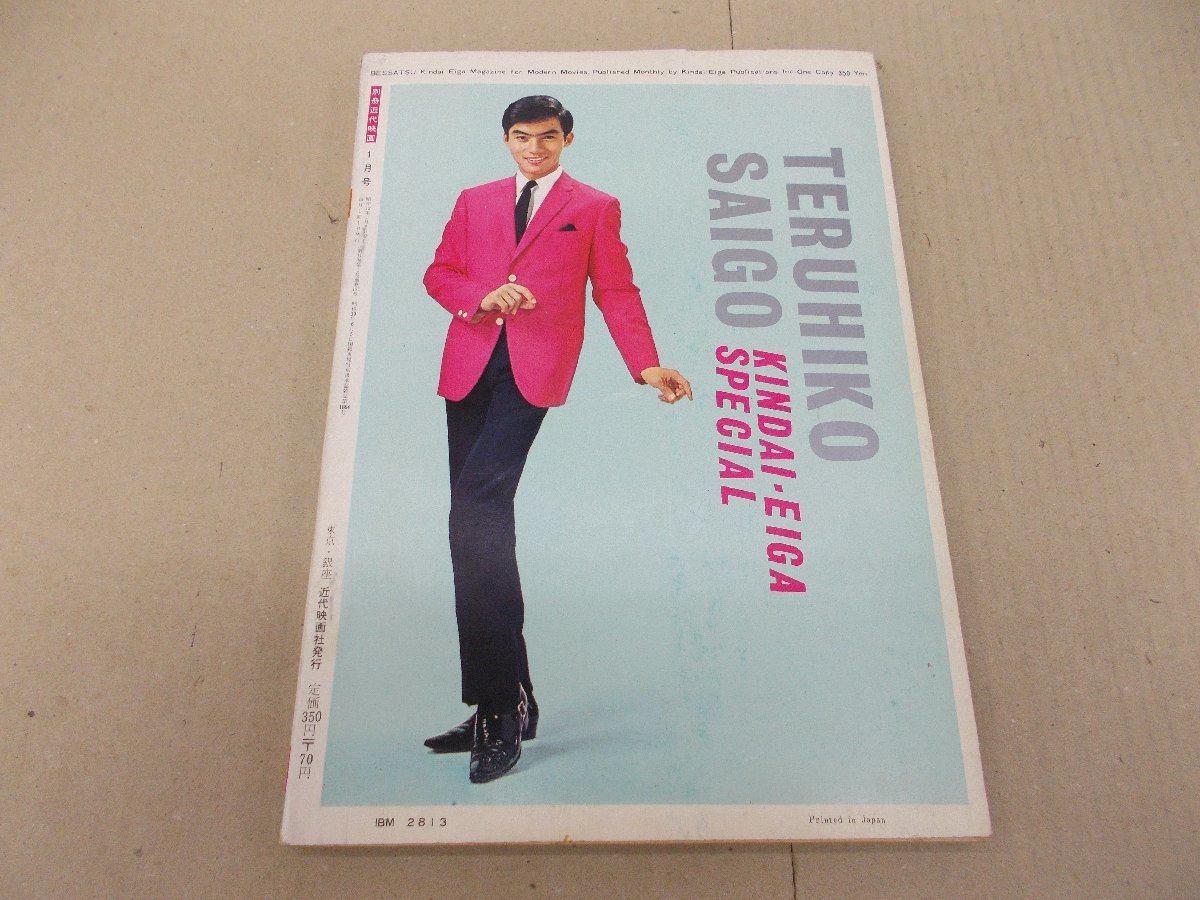 BESSATSU Kindai Eiga Magazine for Modern Movies. Published Monthly by Kindai Eiga Publications Inc One Copy 350 Yen
TERUHIKO
SAIGO
KINDAI・EIGA
SPECIAL
別冊近代映画
1月号
東京・銀座 近代映画社発行 定価350円〒70円
IBM 2813
Printed in Japan